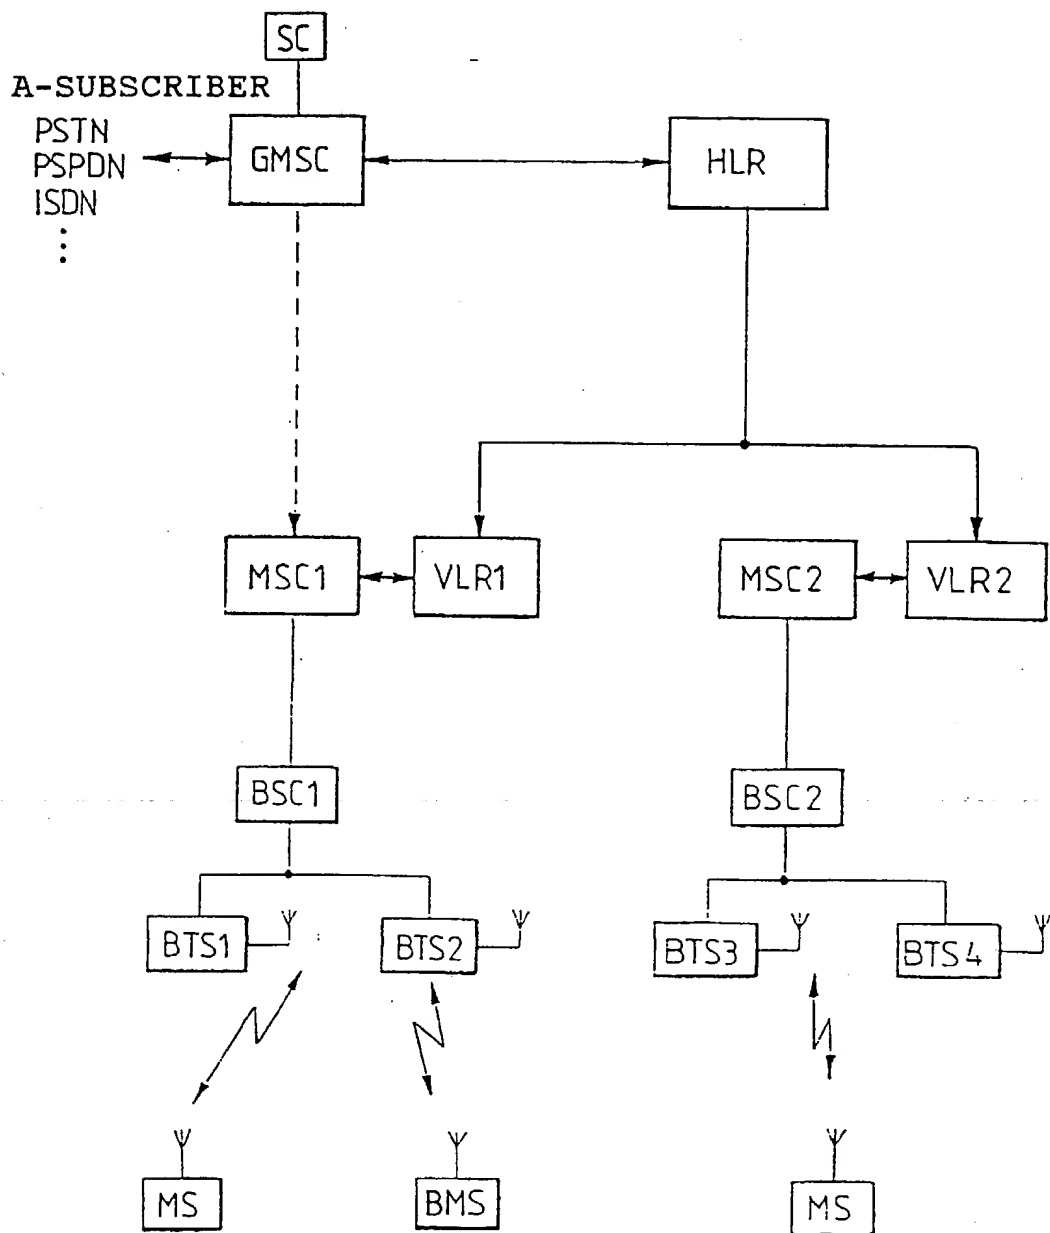 SC
A-SUBSCRIBER
PSTN
PSPDN
ISDN
GMSC
HLR
MSC1
VLR1
MSC2
VLR2
BSC1
BSC2
BTS1
BTS2
BTS3
BTS4
MS
BMS
MS